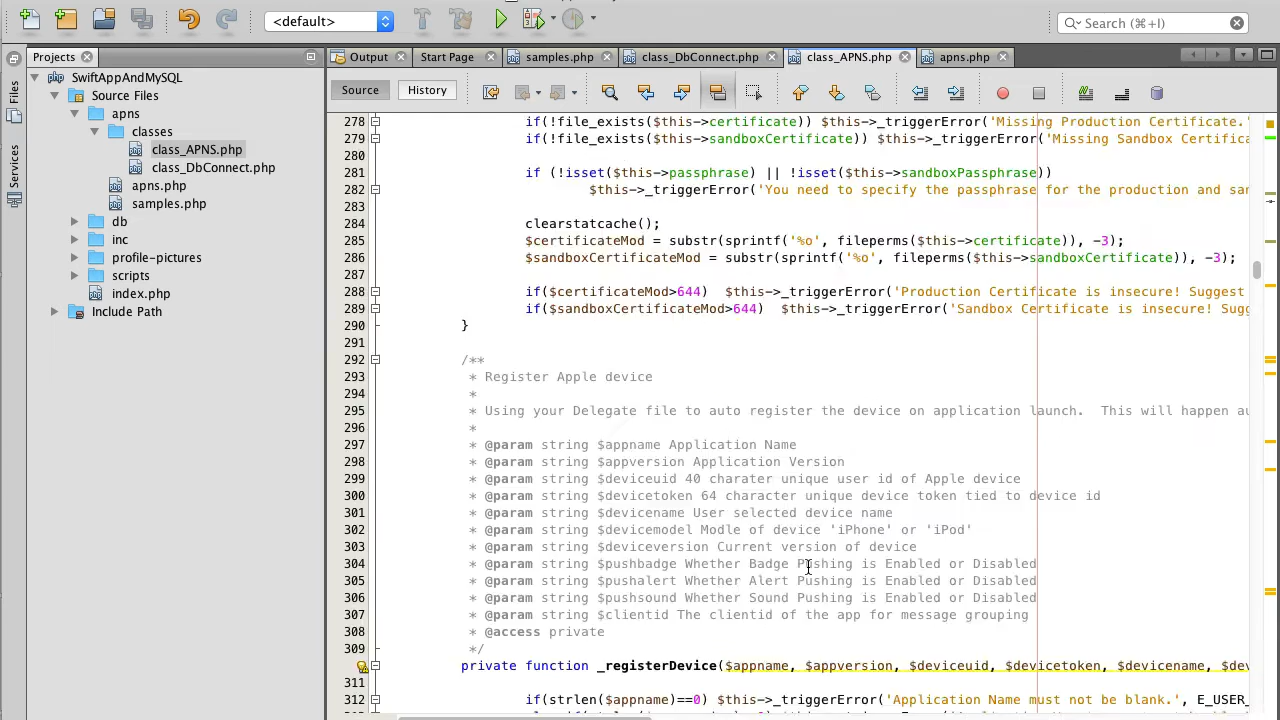 <default>
Search (⌘+I)
Projects
Output
Start Page
samples.php
class_DbConnect.php
class_APNS.php
apns.php
Files
Services
SwiftAppAndMySQL
Source Files
apns
classes
class_APNS.php
class_DbConnect.php
apns.php
samples.php
db
inc
profile-pictures
scripts
index.php
Include Path
Source
History
278 if(!file_exists($this->certificate)) $this->_triggerError('Missing Production Certificate.'
279 if(!file_exists($this->sandboxCertificate)) $this->_triggerError('Missing Sandbox Certifica
280
281 if (!isset($this->passphrase) || !isset($this->sandboxPassphrase))
282 $this->_triggerError('You need to specify the passphrase for the production and san
283
284 clearstatcache();
285 $certificateMod = substr(sprintf('%o', fileperms($this->certificate)), -3);
286 $sandboxCertificateMod = substr(sprintf('%o', fileperms($this->sandboxCertificate)), -3);
287
288 if($certificateMod>644) $this->_triggerError('Production Certificate is insecure! Suggest
289 if($sandboxCertificateMod>644) $this->_triggerError('Sandbox Certificate is insecure! Sugg
290 }
291
292 /**
293 * Register Apple device
294 *
295 * Using your Delegate file to auto register the device on application launch. This will happen au
296 *
297 * @param string $appname Application Name
298 * @param string $appversion Application Version
299 * @param string $deviceuid 40 charater unique user id of Apple device
300 * @param string $devicetoken 64 character unique device token tied to device id
301 * @param string $devicename User selected device name
302 * @param string $devicemodel Modle of device 'iPhone' or 'iPod'
303 * @param string $deviceversion Current version of device
304 * @param string $pushbadge Whether Badge Pushing is Enabled or Disabled
305 * @param string $pushalert Whether Alert Pushing is Enabled or Disabled
306 * @param string $pushsound Whether Sound Pushing is Enabled or Disabled
307 * @param string $clientid The clientid of the app for message grouping
308 * @access private
309 */
private function _registerDevice($appname, $appversion, $deviceuid, $devicetoken, $devicename, $dev
311
312 if(strlen($appname)==0) $this->_triggerError('Application Name must not be blank.', E_USER_